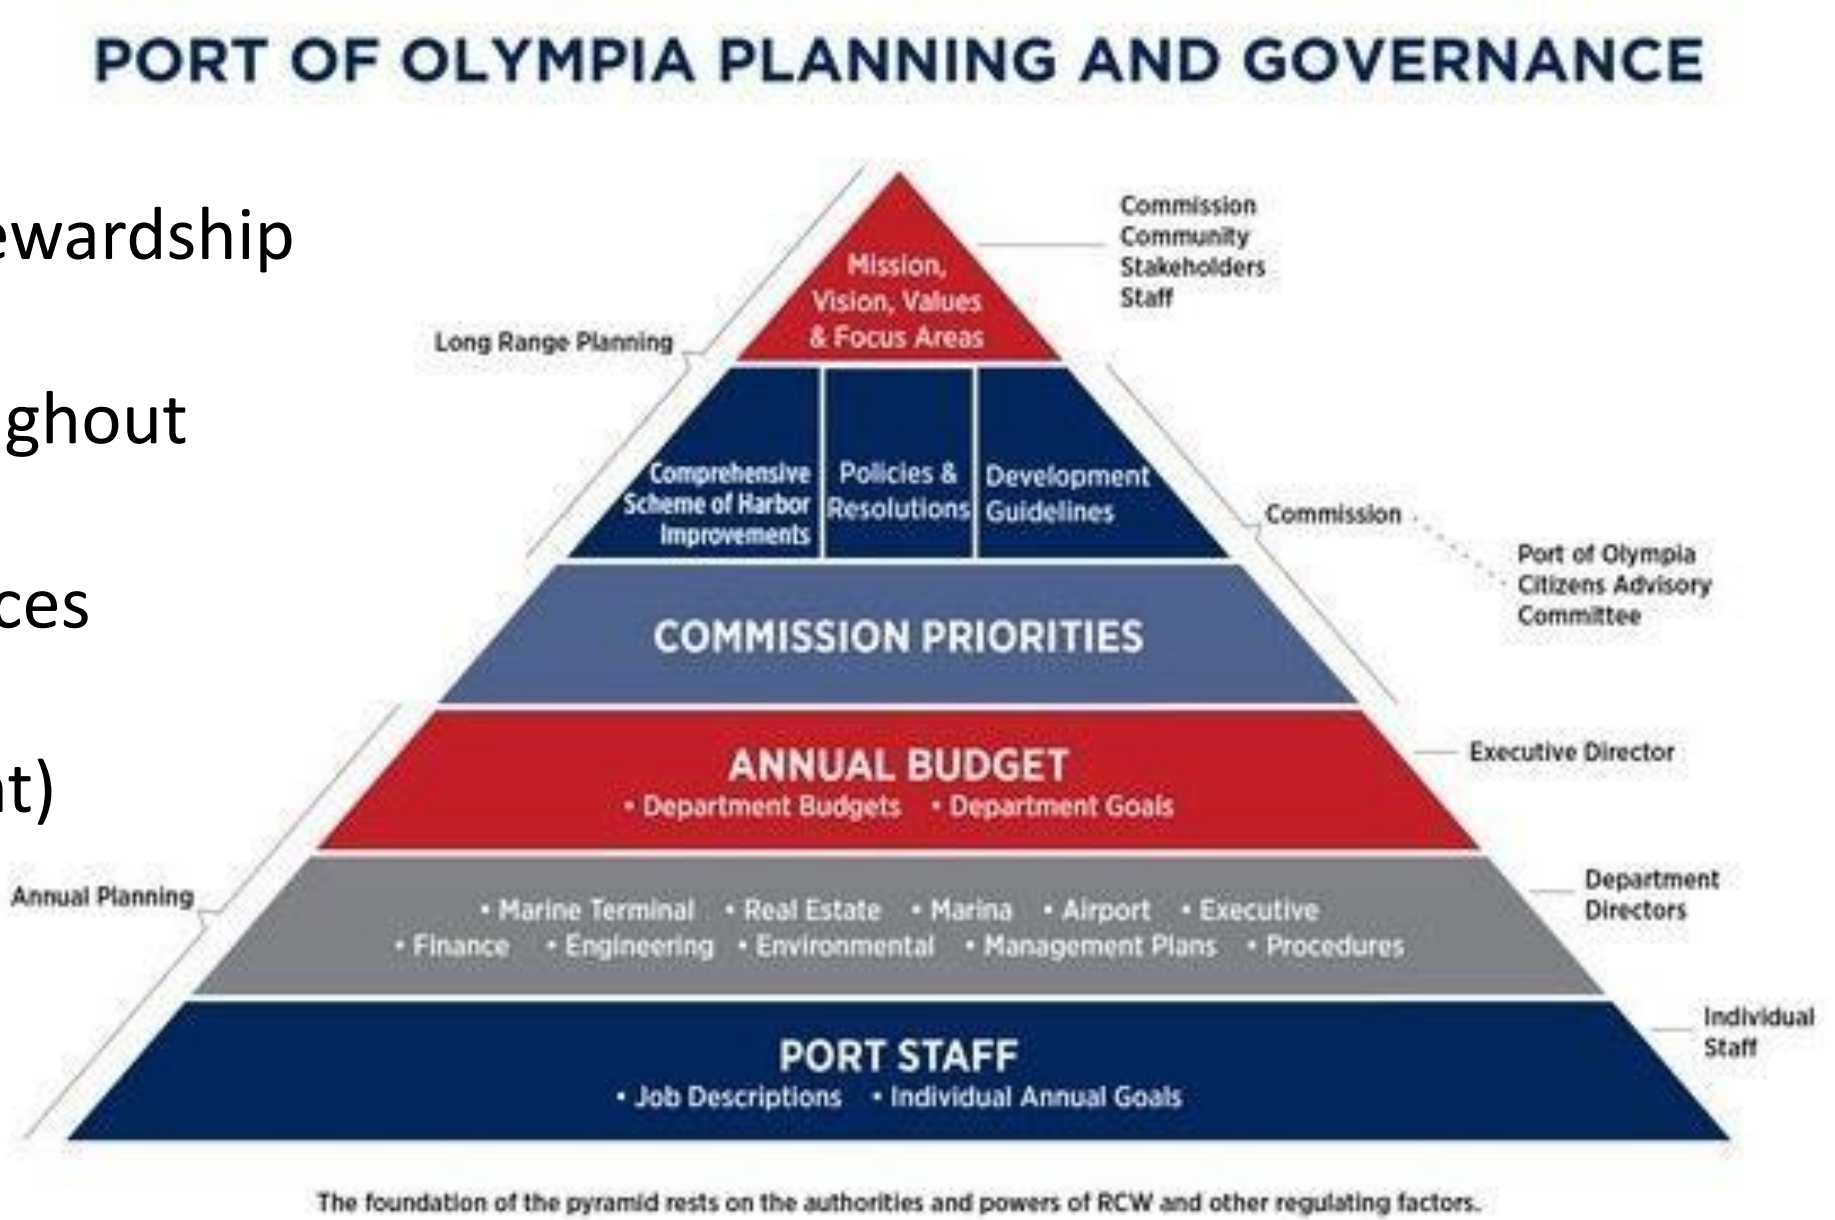 PORT OF OLYMPIA PLANNING AND GOVERNANCE
ewardship
ghout
ces
nt)
Mission,
Vision, Values
& Focus Areas
Commission
Community
Stakeholders
Staff
Long Range Planning
Comprehensive
Scheme of Harbor
Improvements
Policies &
Resolutions
Development
Guidelines
Commission
Port of Olympia
Citizens Advisory
Committee
COMMISSION PRIORITIES
ANNUAL BUDGET
• Department Budgets • Department Goals
Executive Director
Annual Planning
• Marine Terminal • Real Estate • Marina • Airport • Executive
• Finance • Engineering • Environmental • Management Plans • Procedures
Department
Directors
PORT STAFF
• Job Descriptions • Individual Annual Goals
Individual
Staff
The foundation of the pyramid rests on the authorities and powers of RCW and other regulating factors.